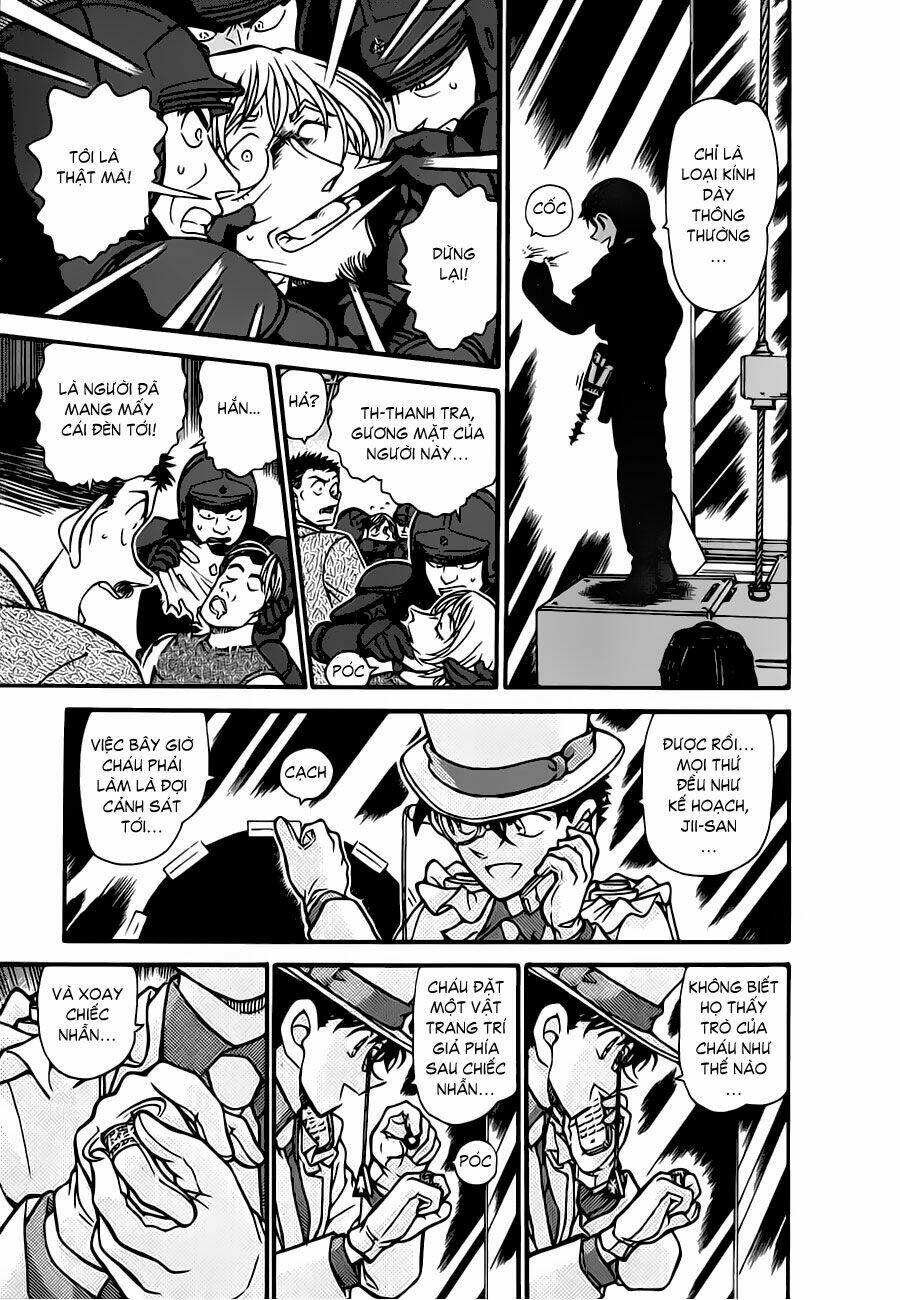 CHỈ LÀ
LOẠI KÍNH
DÀY
THÔNG
THƯỜNG
...
CỐC
TÔI LÀ
THẬT MÀ!
DỪNG
LẠI!
TH-THANH TRA,
GƯƠNG MẶT CỦA
NGƯỜI NÀY...
HẢ?
PÓC
HẮN...
LÀ NGƯỜI ĐÃ
MANG MẤY
CÁI ĐÈN TỚI!
ĐƯỢC RỒI...
MỌI THỨ
ĐỀU NHƯ
KẾ HOẠCH,
JII-SAN
...
CẠCH
VIỆC BÂY GIỜ
CHÁU PHẢI
LÀM LÀ ĐỢI
CẢNH SÁT
TỚI...
KHÔNG BIẾT
HỌ THẤY
TRÒ CỦA
CHÁU NHƯ
THẾ NÀO
...
CHÁU ĐẶT
MỘT VẬT
TRANG TRÍ
GIẢ PHÍA
SAU CHIẾC
NHẪN...
PÓC
VÀ XOAY
CHIẾC
NHẪN...